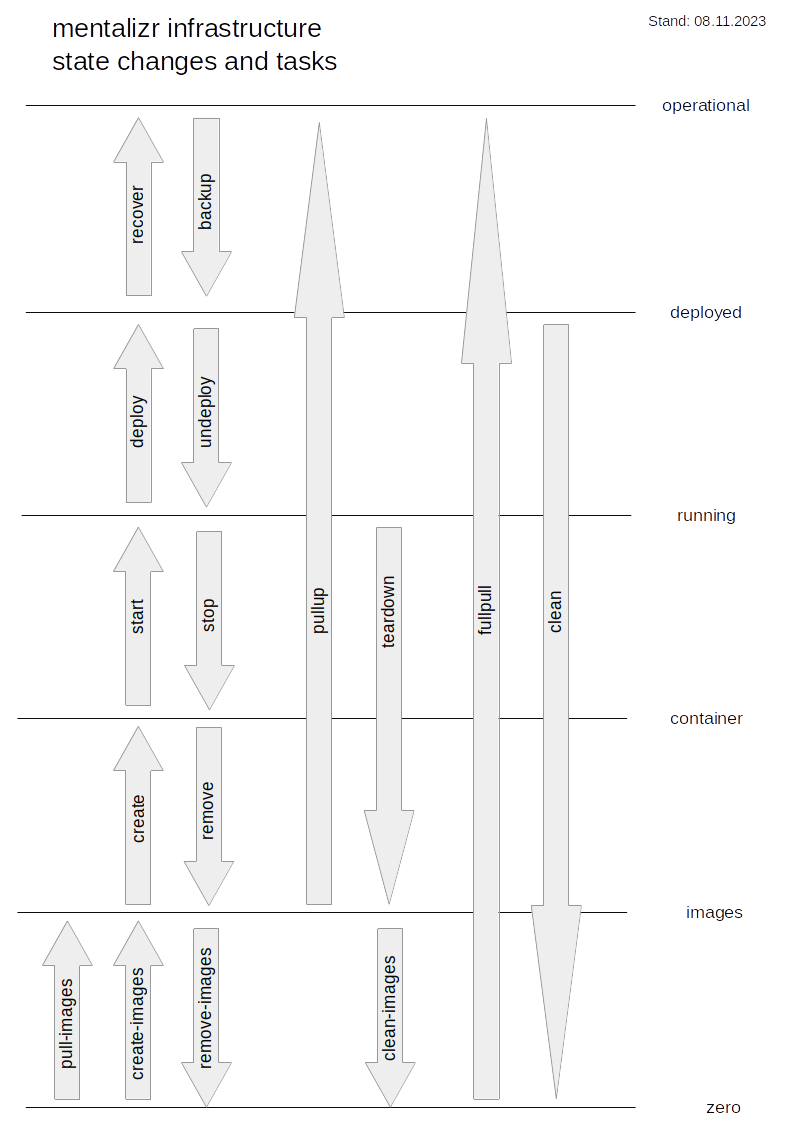 mentalizr infrastructure
state changes and tasks
Stand: 08.11.2023
operational
recover
backup
deployed
deploy
undeploy
running
start
stop
pullup
teardown
fullpull
clean
container
create
remove
images
pull-images
create-images
remove-images
clean-images
zero